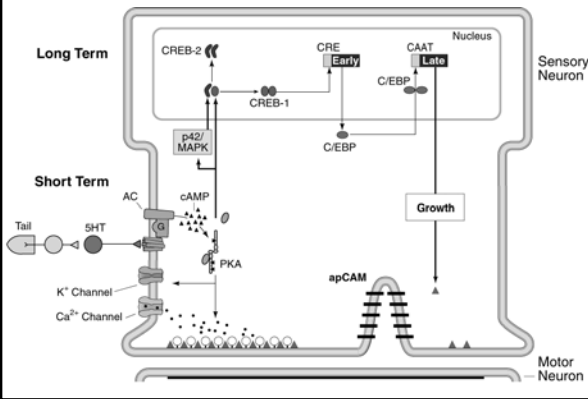 Nucleus
Long Term
CREB-2
CRE
Early
CAAT
Late
Sensory
Neuron
C/EBP
CREB-1
p42/
MAPK
C/EBP
Short Term
AC
cAMP
Tail
5HT
G
Growth
PKA
apCAM
K+ Channel
Ca2+ Channel
Motor
Neuron